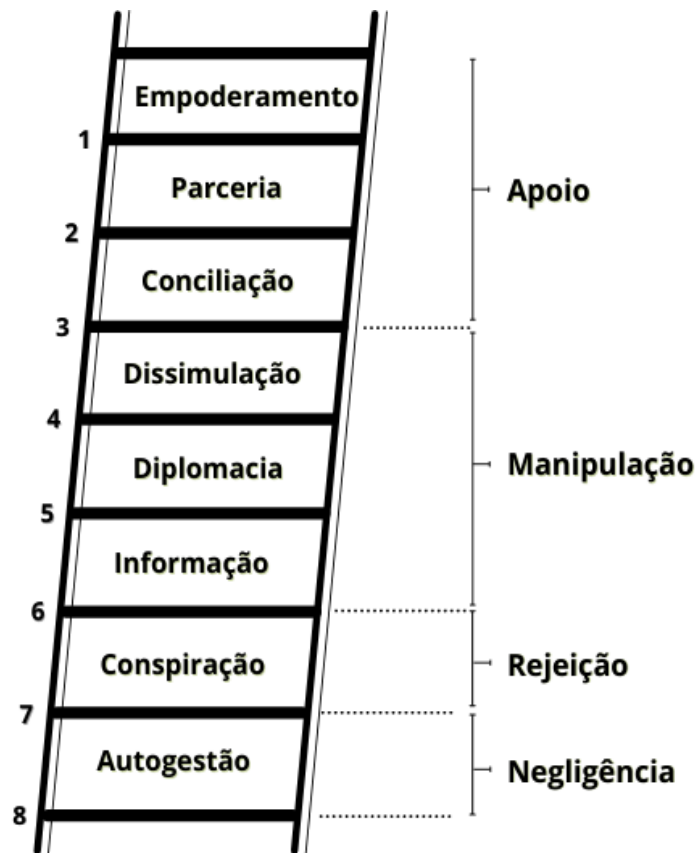 Empoderamento
1
Parceria
Apoio
2
Conciliação
3
Dissimulação
4
Diplomacia
Manipulação
5
Informação
6
Conspiração
Rejeição
7
Autogestão
Negligência
8